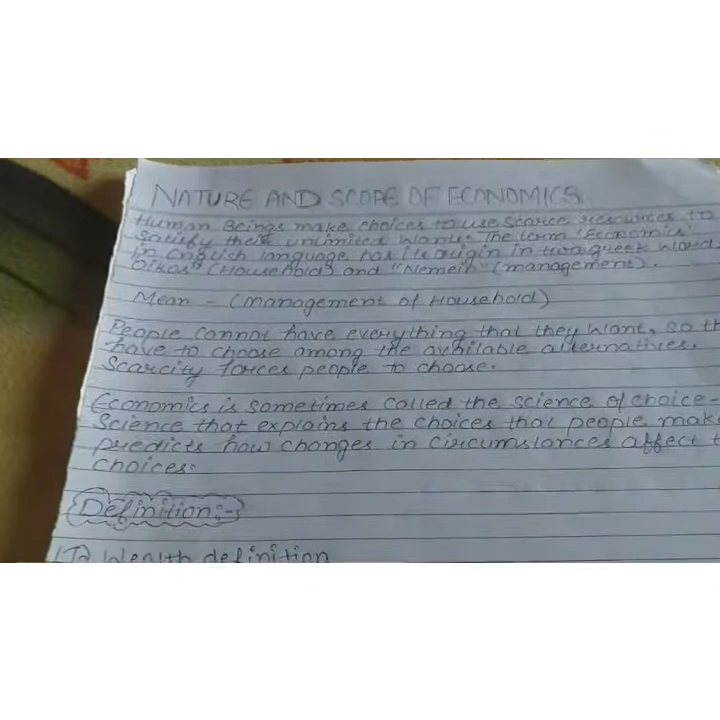 NATURE AND SCOPE OF ECONOMICS
Human Beings make choices to use scarce resources to
satisfy their unlimited wants. The term 'Economics'
in English language has its origin in two greek word
Oikos" (Household) and "Nemein" (management).
Mean - (management of Household)
People cannot have everything that they want, so th
have to choose among the available alternatives.
Scarcity forces people to choose.
Economics is sometimes called the science of choice-
Science that explains the choices that people mak
predicts how changes in circumstances affect t
choices.
Definition:-
1) Wealth definition